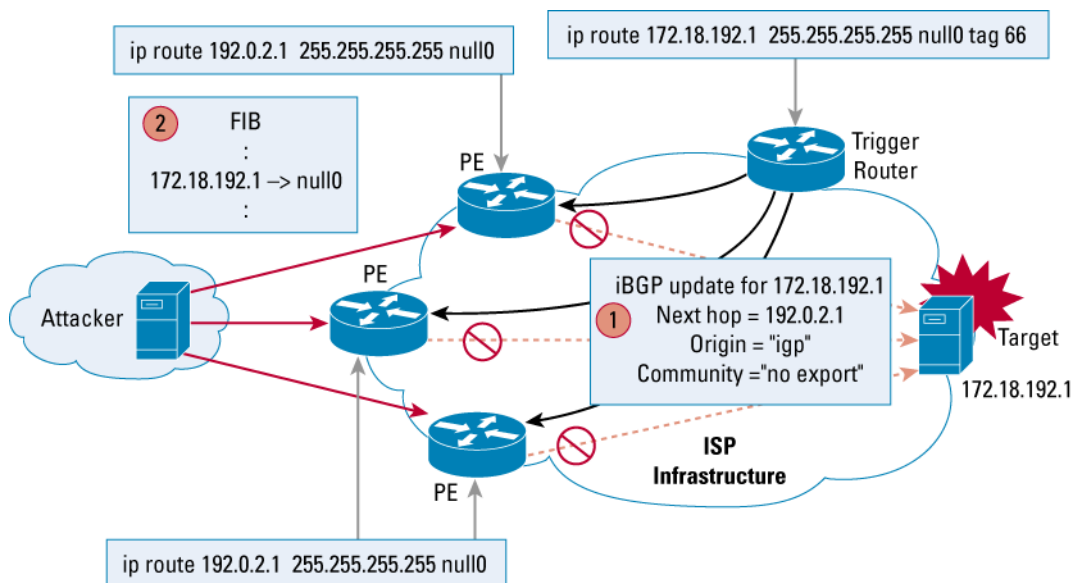 ip route 192.0.2.1 255.255.255.255 null0
ip route 172.18.192.1 255.255.255.255 null0 tag 66
2
FIB
:
172.18.192.1 –> null0
:
PE
Trigger
Router
PE
Attacker
1
iBGP update for 172.18.192.1
Next hop = 192.0.2.1
Origin = "igp"
Community ="no export"
Target
172.18.192.1
PE
ISP
Infrastructure
ip route 192.0.2.1 255.255.255.255 null0